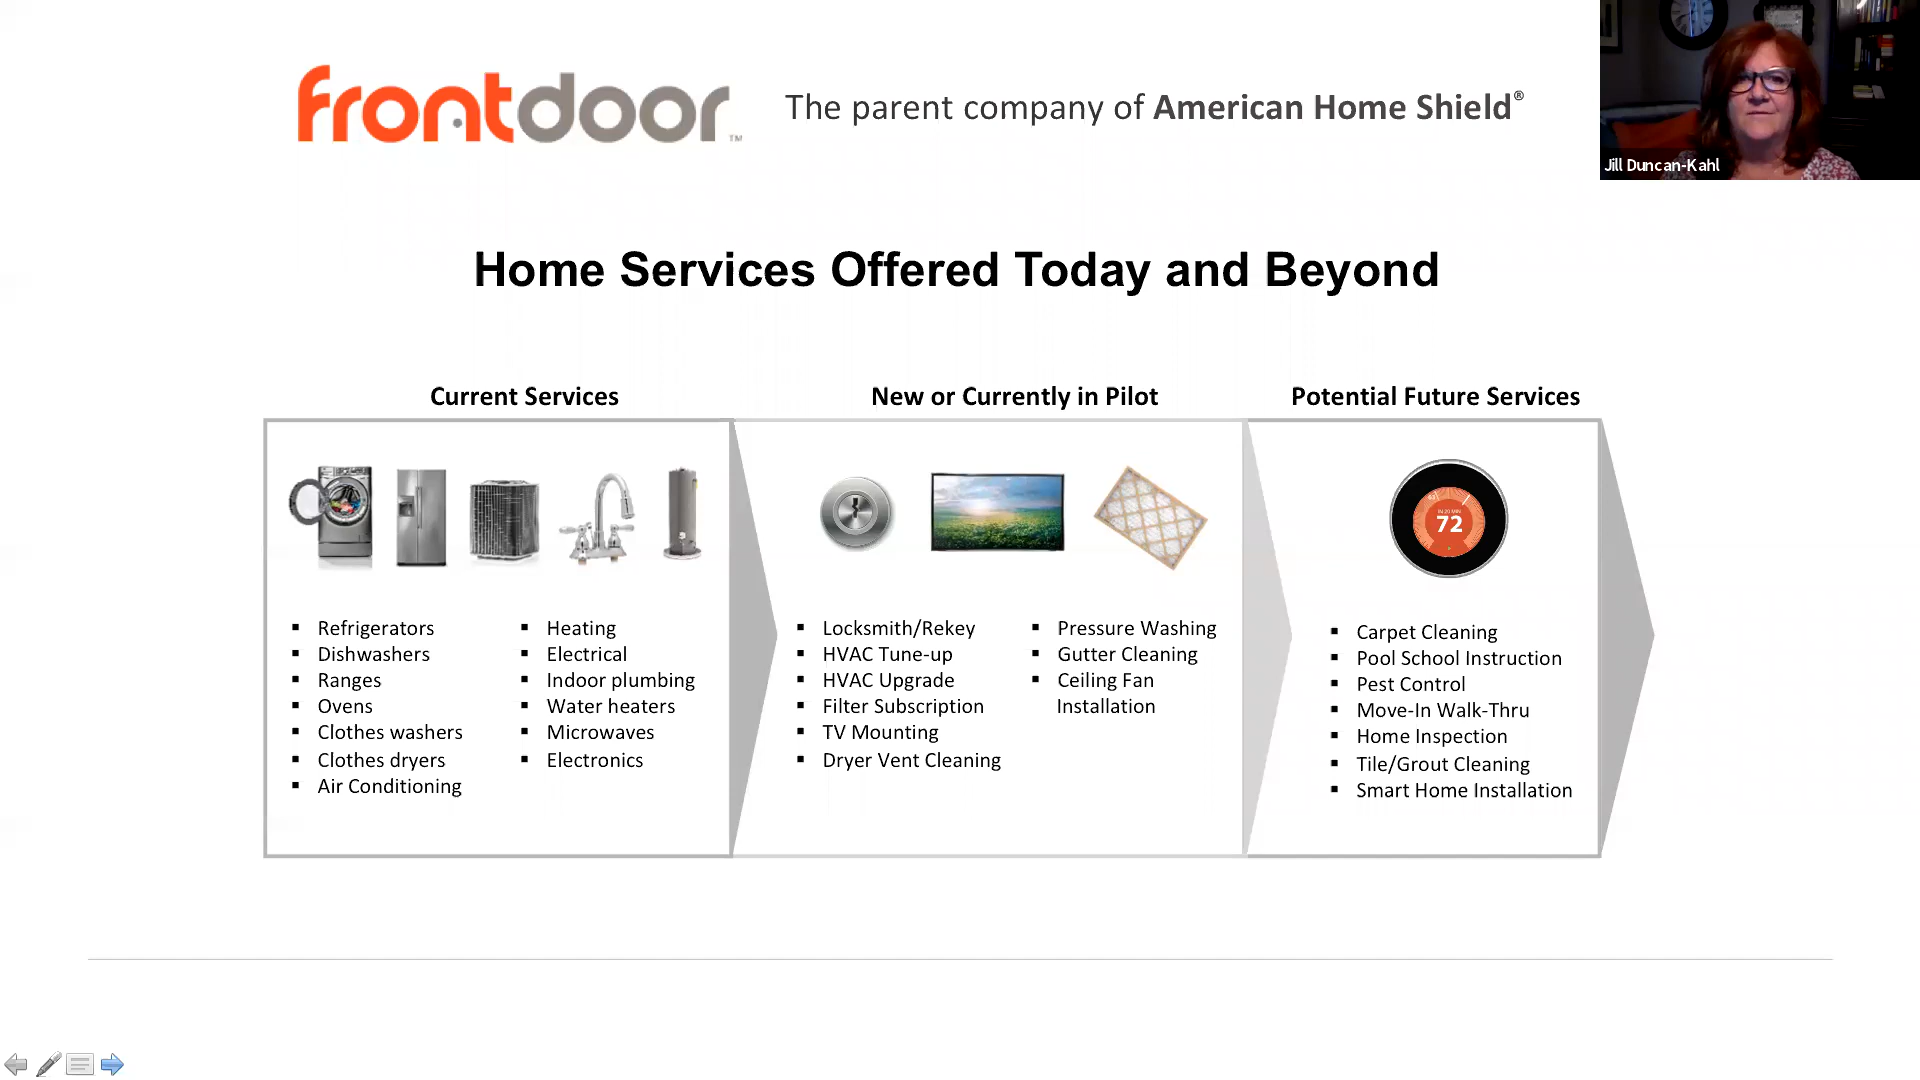 frontdoor™
The parent company of American Home Shield®
Jill Duncan-Kahl
Home Services Offered Today and Beyond
Current Services
Refrigerators
Dishwashers
Ranges
Ovens
Clothes washers
Clothes dryers
Air Conditioning
Heating
Electrical
Indoor plumbing
Water heaters
Microwaves
Electronics
New or Currently in Pilot
Locksmith/Rekey
HVAC Tune-up
HVAC Upgrade
Filter Subscription
TV Mounting
Dryer Vent Cleaning
Pressure Washing
Gutter Cleaning
Ceiling Fan
Installation
Potential Future Services
IN 20 MIN
72
Carpet Cleaning
Pool School Instruction
Pest Control
Move-In Walk-Thru
Home Inspection
Tile/Grout Cleaning
Smart Home Installation